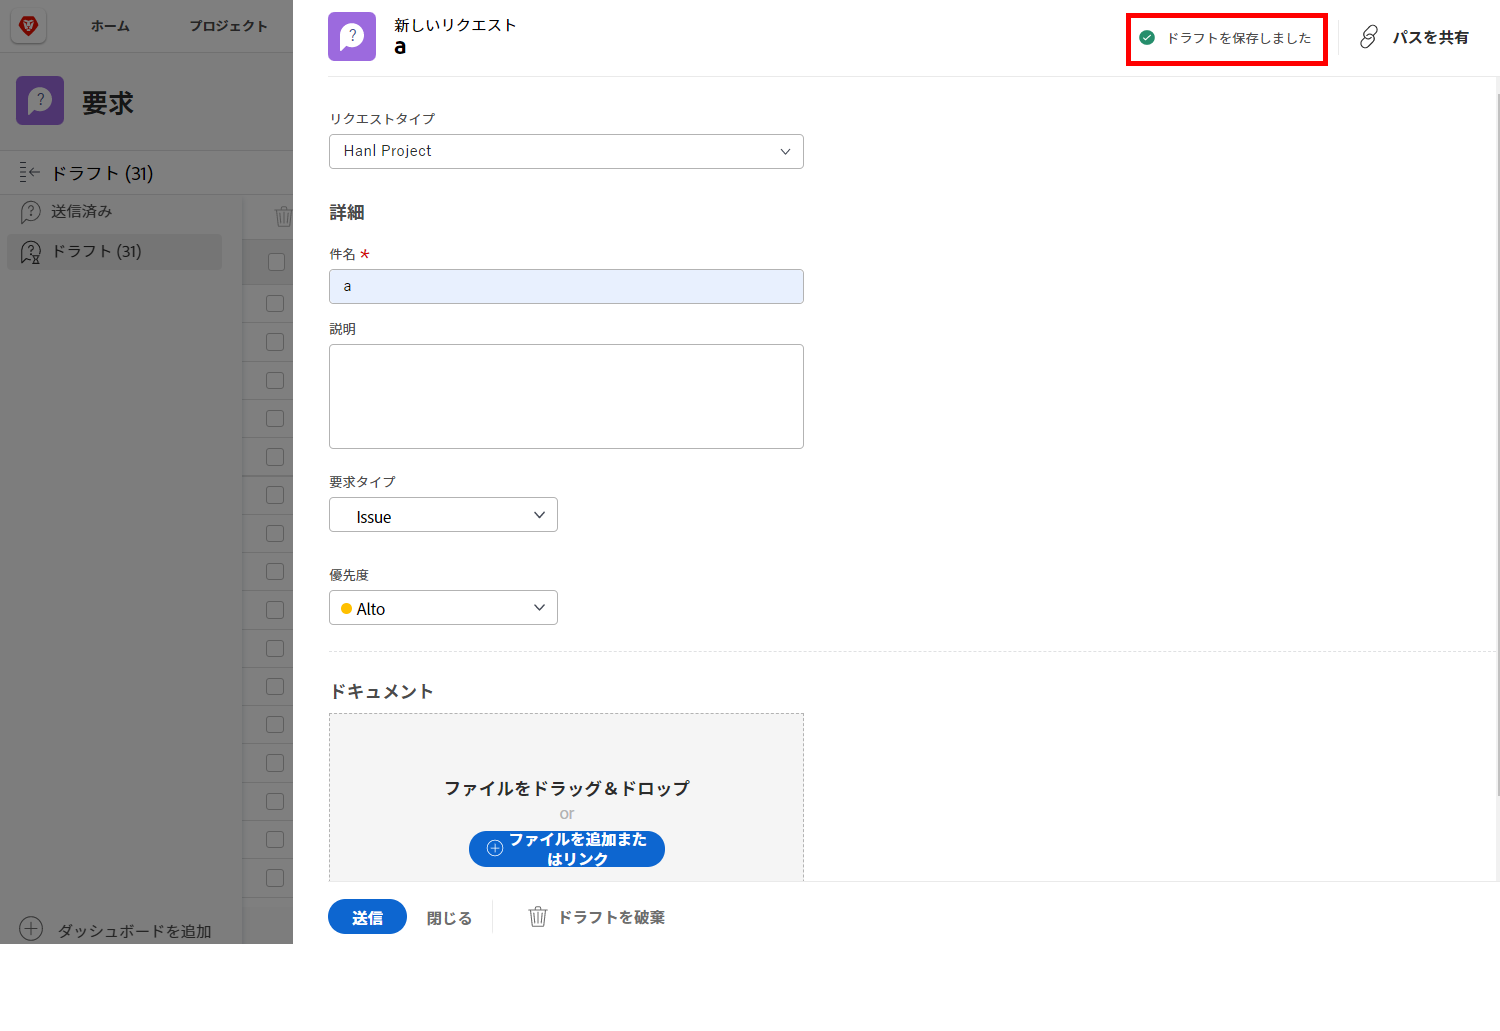 ホーム
プロジェクト
要求
ドラフト (31)
送信済み
ドラフト (31)
ダッシュボードを追加
新しいリクエスト
a
ドラフトを保存しました
パスを共有
リクエストタイプ
Hanl Project
詳細
件名 *
a
説明
要求タイプ
Issue
優先度
Alto
ドキュメント
ファイルをドラッグ＆ドロップ
or
ファイルを追加また
はリンク
送信
閉じる
ドラフトを破棄